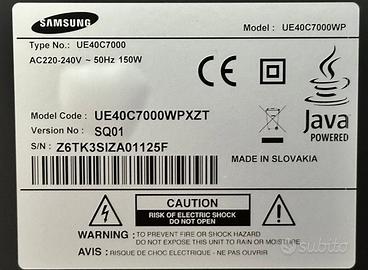 SAMSUNG
Model : UE40C7000WP
Type No.: UE40C7000
AC220-240V ~ 50Hz 150W
CE
Java
POWERED
Model Code : UE40C7000WPXZT
Version No : SQ01
S/N : Z6TK3SIZA01125F
MADE IN SLOVAKIA
CAUTION
RISK OF ELECTRIC SHOCK
DO NOT OPEN
WARNING : TO PREVENT FIRE OR SHOCK HAZARD
DO NOT EXPOSE TO RAIN OR MOISTURE.
AVIS : RISQUE DE CHOC ELECTRIQUE - NE PAS OUVRIR
subito